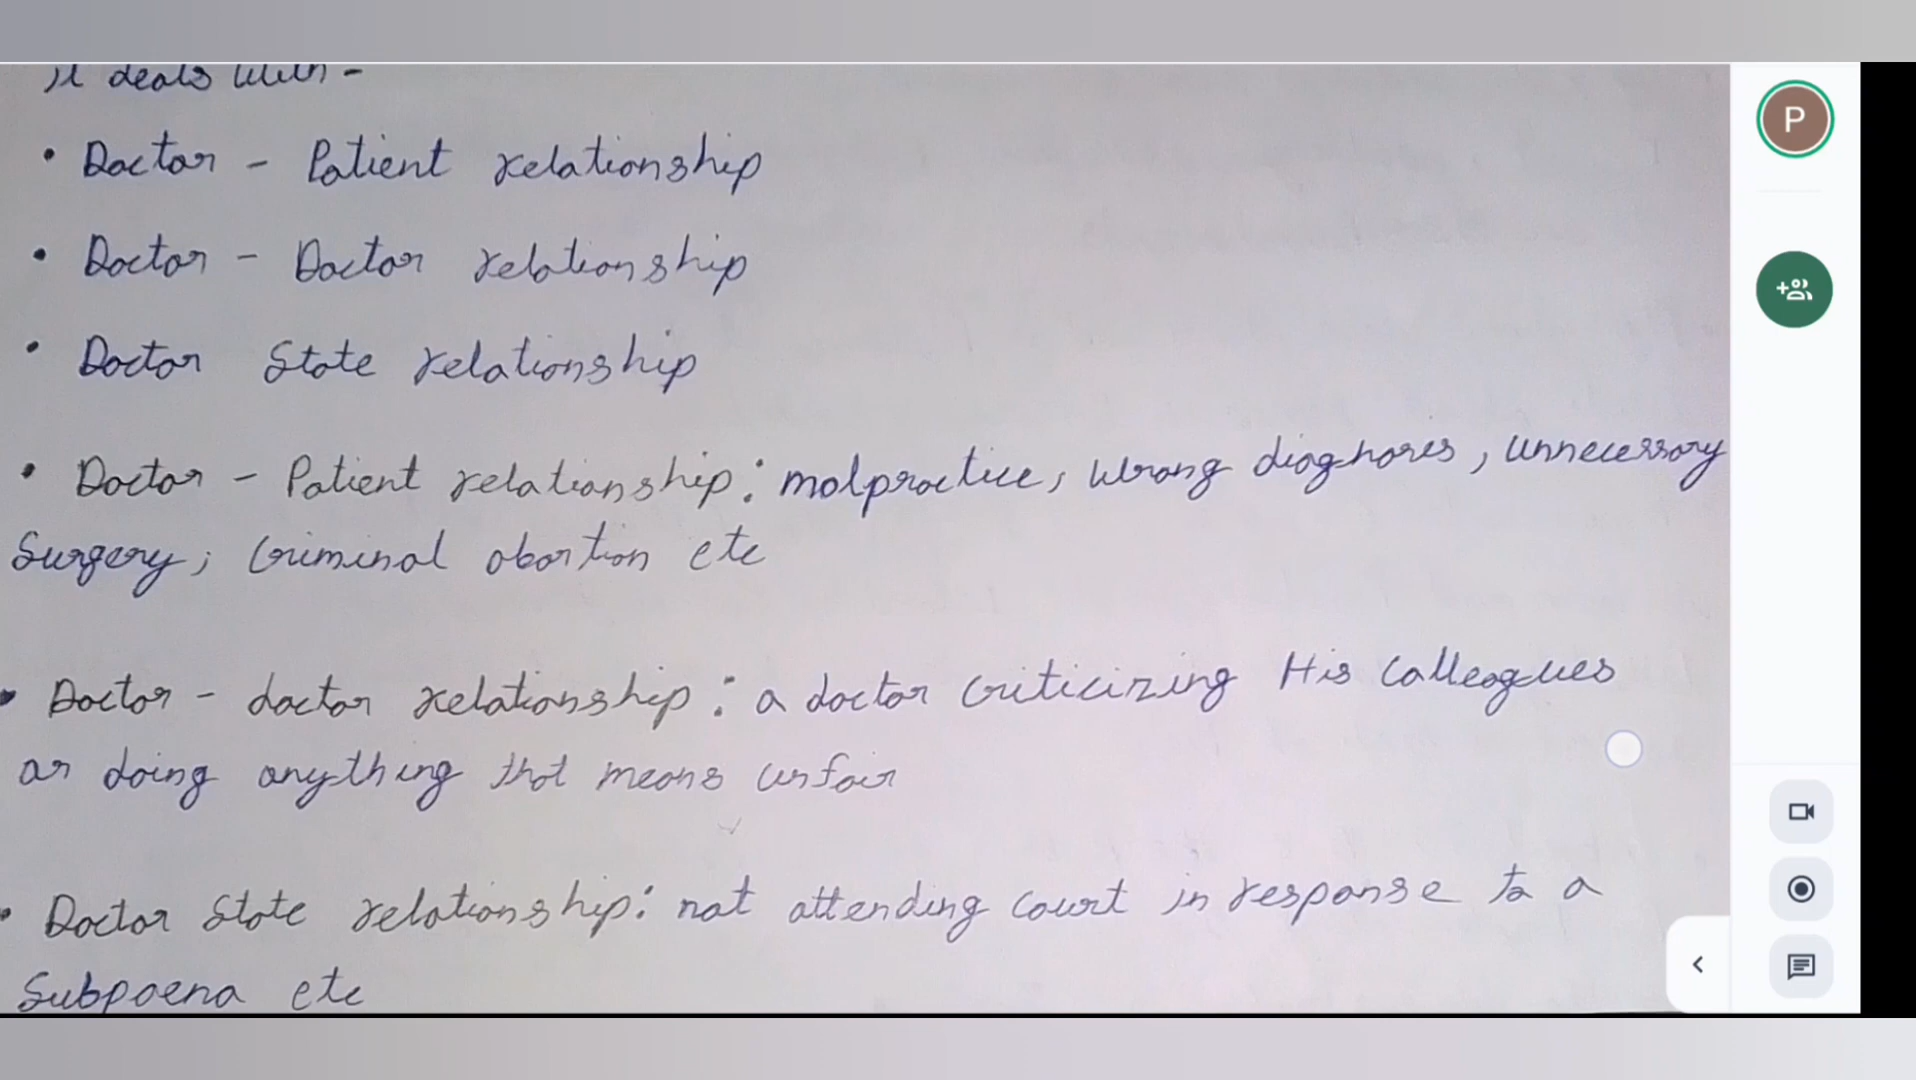 it deals with -
• Doctor - Patient relationship
• Doctor - Doctor relationship
• Doctor State relationship
• Doctor - Patient relationship: malpractice, wrong diagnoses, unnecessary
Surgery, Criminal abortion etc
• Doctor - doctor relationship: a doctor criticizing His Colleagues
or doing anything that means unfair
• Doctor State relationship: not attending court in response to a
Subpoena etc
P